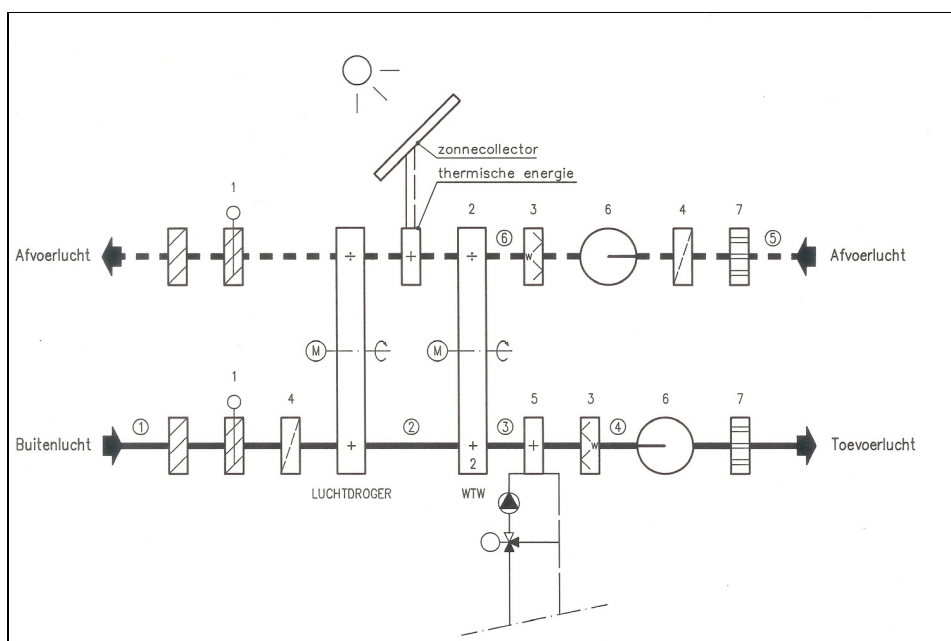 zonnecollector
thermische energie
1 2 3 6 4 7
÷ + ÷ ⑥ W ⑤
Afvoerlucht Afvoerlucht
M M
1 4 5 3 6 7
① ② ③ ④
Buitenlucht + + + W Toevoerlucht
2
LUCHTDROGER WTW